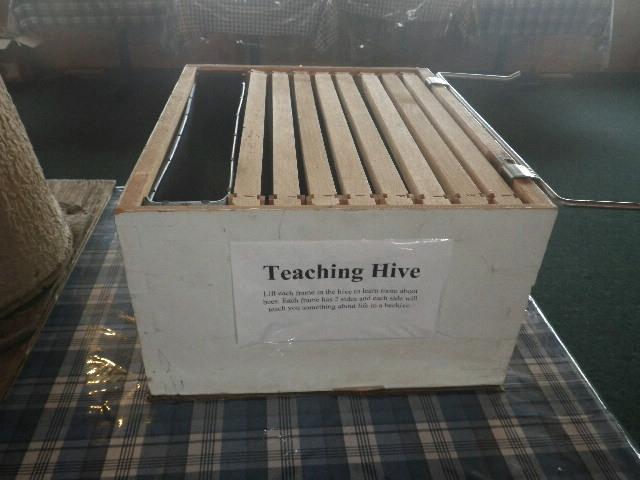 Teaching Hive
Lift each frame in the hive to learn more about
bees. Each frame has 2 sides and each side will
teach you something about life in a beehive.